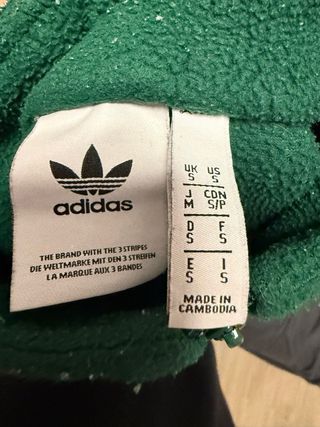 adidas
THE BRAND WITH THE 3 STRIPES
DIE WELTMARKE MIT DEN 3 STREIFEN
LA MARQUE AUX 3 BANDES
UK US
S S
J CDN
M S/P
D F
S S
E I
S S
MADE IN
CAMBODIA